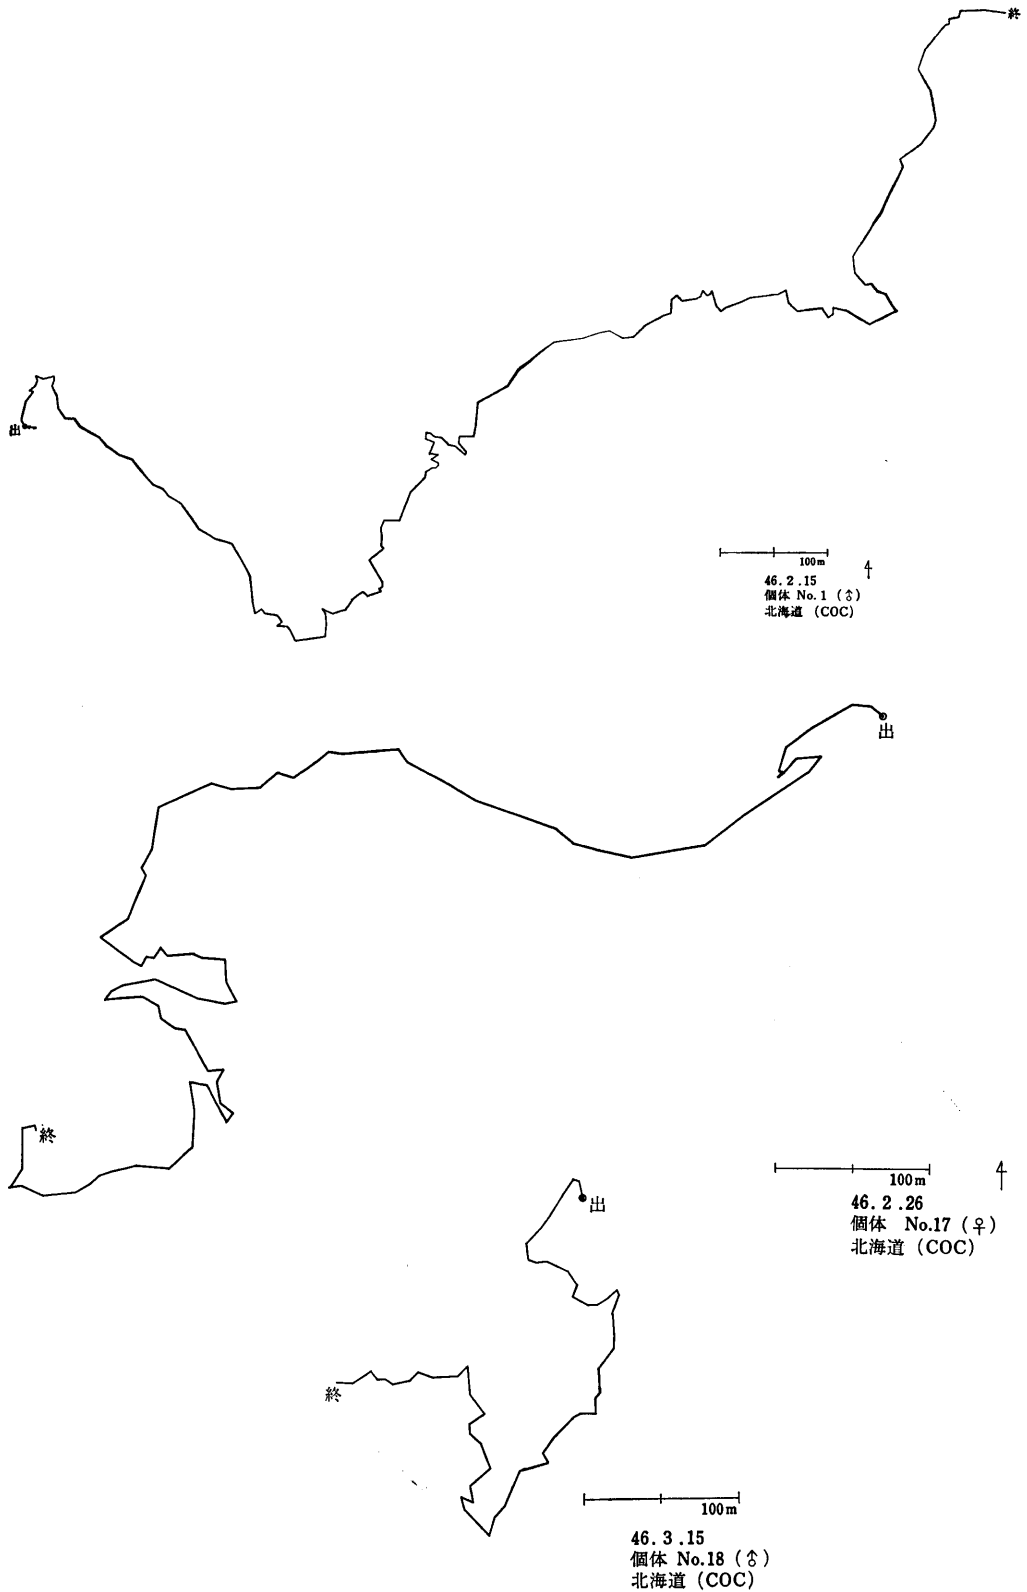 終
出
100m
46.2.15
個体 No.1 (♂)
北海道 (COC)
出
終
100m
46.2.26
個体 No.17 (♀)
北海道 (COC)
出
終
100m
46.3.15
個体 No.18 (♂)
北海道 (COC)